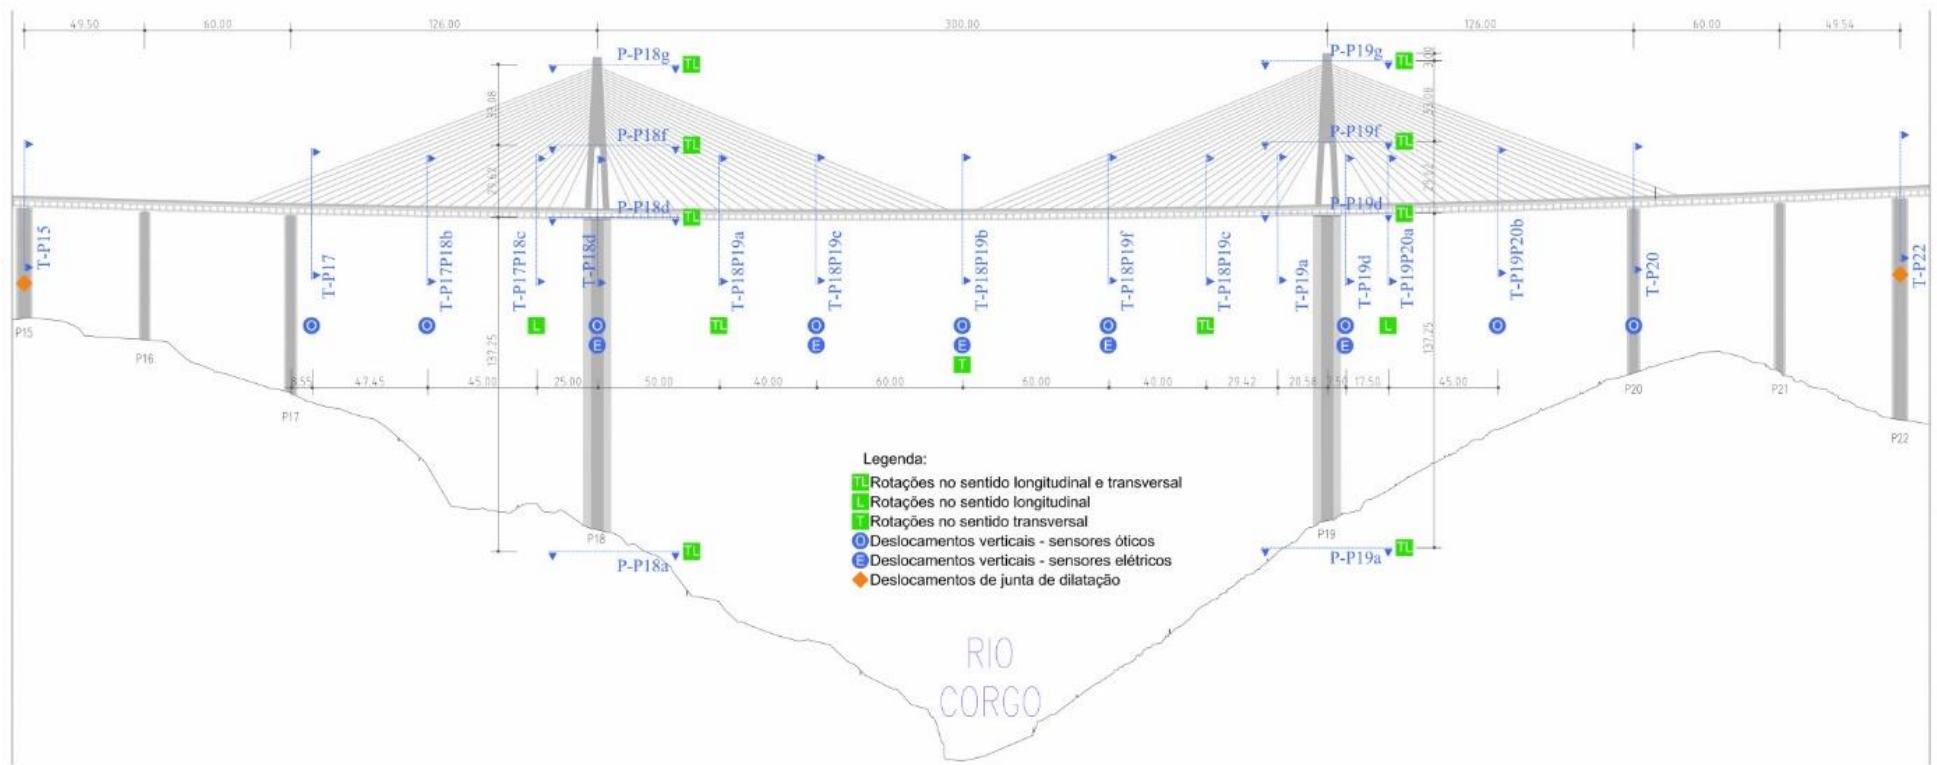 49.50 60.00 126.00 300.00 126.00 60.00 49.54
P-P18g TL
P-P19g TL
3.00
P-P18f TL
P-P19f TL
P-P18d TL
P-P19d TL
T-P15
T-P17
T-P17P18b
T-P17P18c
T-P18d
T-P18P19a
T-P18P19e
T-P18P19b
T-P18P19f
T-P18P19c
T-P19a
T-P19d
T-P19P20a
T-P19P20b
T-P20
T-P22
O O L O TL O O O TL O L O O
E E E E E
T
P15
P16
137.25
137.25
47.45 45.00 25.00 50.00 40.00 60.00 60.00 40.00 29.42 20.58 17.50 45.00
P17
P20
P21
P22
P18
P19
P-P18a TL
P-P19a TL
Legenda:
TL Rotações no sentido longitudinal e transversal
L Rotações no sentido longitudinal
T Rotações no sentido transversal
O Deslocamentos verticais - sensores óticos
E Deslocamentos verticais - sensores elétricos
Deslocamentos de junta de dilatação
RIO
CORGO